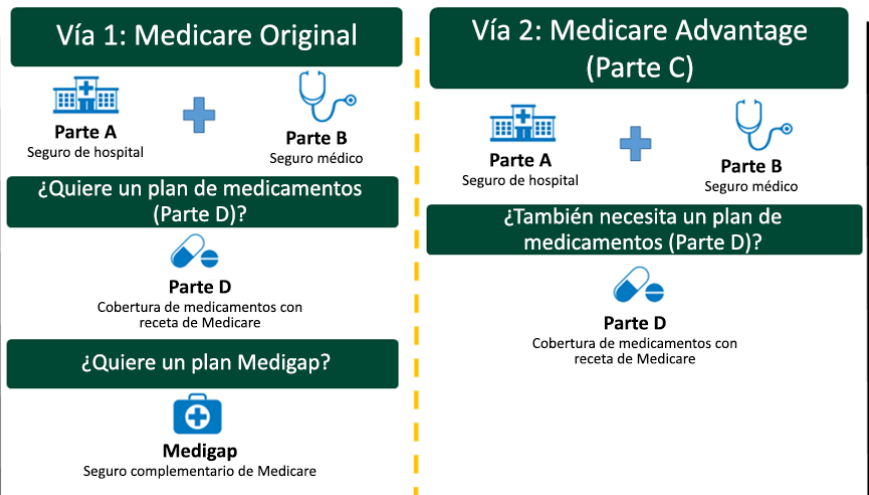 Vía 1: Medicare Original
Parte A
Seguro de hospital
Parte B
Seguro médico
¿Quiere un plan de medicamentos
(Parte D)?
Parte D
Cobertura de medicamentos con
receta de Medicare
¿Quiere un plan Medigap?
Medigap
Seguro complementario de Medicare
Vía 2: Medicare Advantage
(Parte C)
Parte A
Seguro de hospital
Parte B
Seguro médico
¿También necesita un plan de
medicamentos (Parte D)?
Parte D
Cobertura de medicamentos con
receta de Medicare